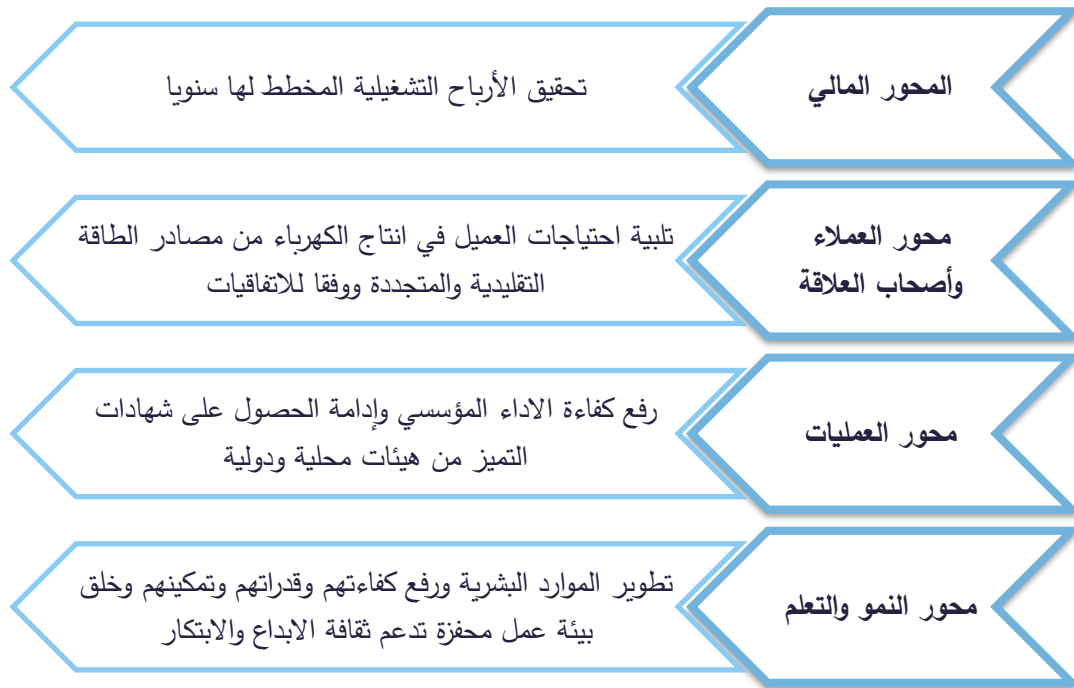 المحور المالي
تحقيق الأرباح التشغيلية المخطط لها سنويا
محور العملاء
وأصحاب العلاقة
تلبية احتياجات العميل في انتاج الكهرباء من مصادر الطاقة
التقليدية والمتجددة ووفقا للاتفاقيات
محور العمليات
رفع كفاءة الاداء المؤسسي وإدامة الحصول على شهادات
التميز من هيئات محلية ودولية
محور النمو والتعلم
تطوير الموارد البشرية ورفع كفاءتهم وقدراتهم وتمكينهم وخلق
بيئة عمل محفزة تدعم ثقافة الابداع والابتكار